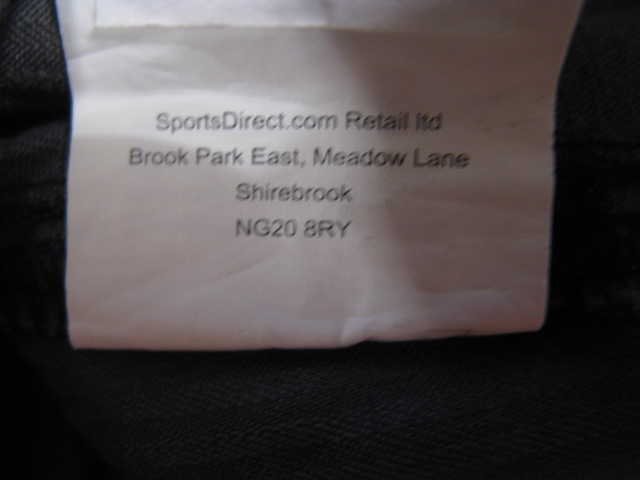 SportsDirect.com Retail ltd
Brook Park East, Meadow Lane
Shirebrook
NG20 8RY